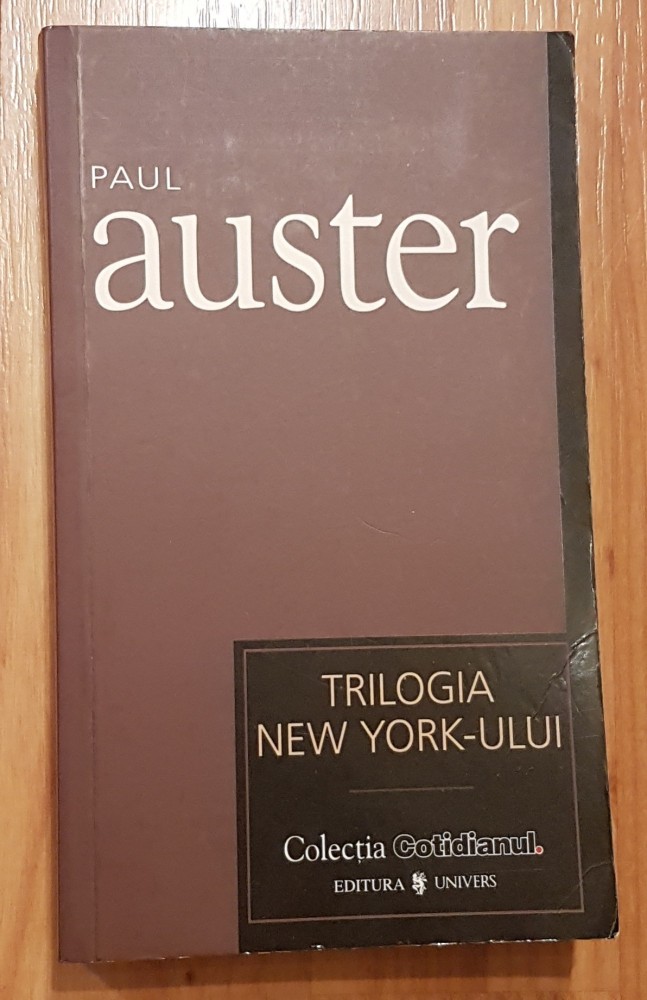 PAUL
auster
TRILOGIA
NEW YORK-ULUI
Colecția Cotidianul.
EDITURA UNIVERS